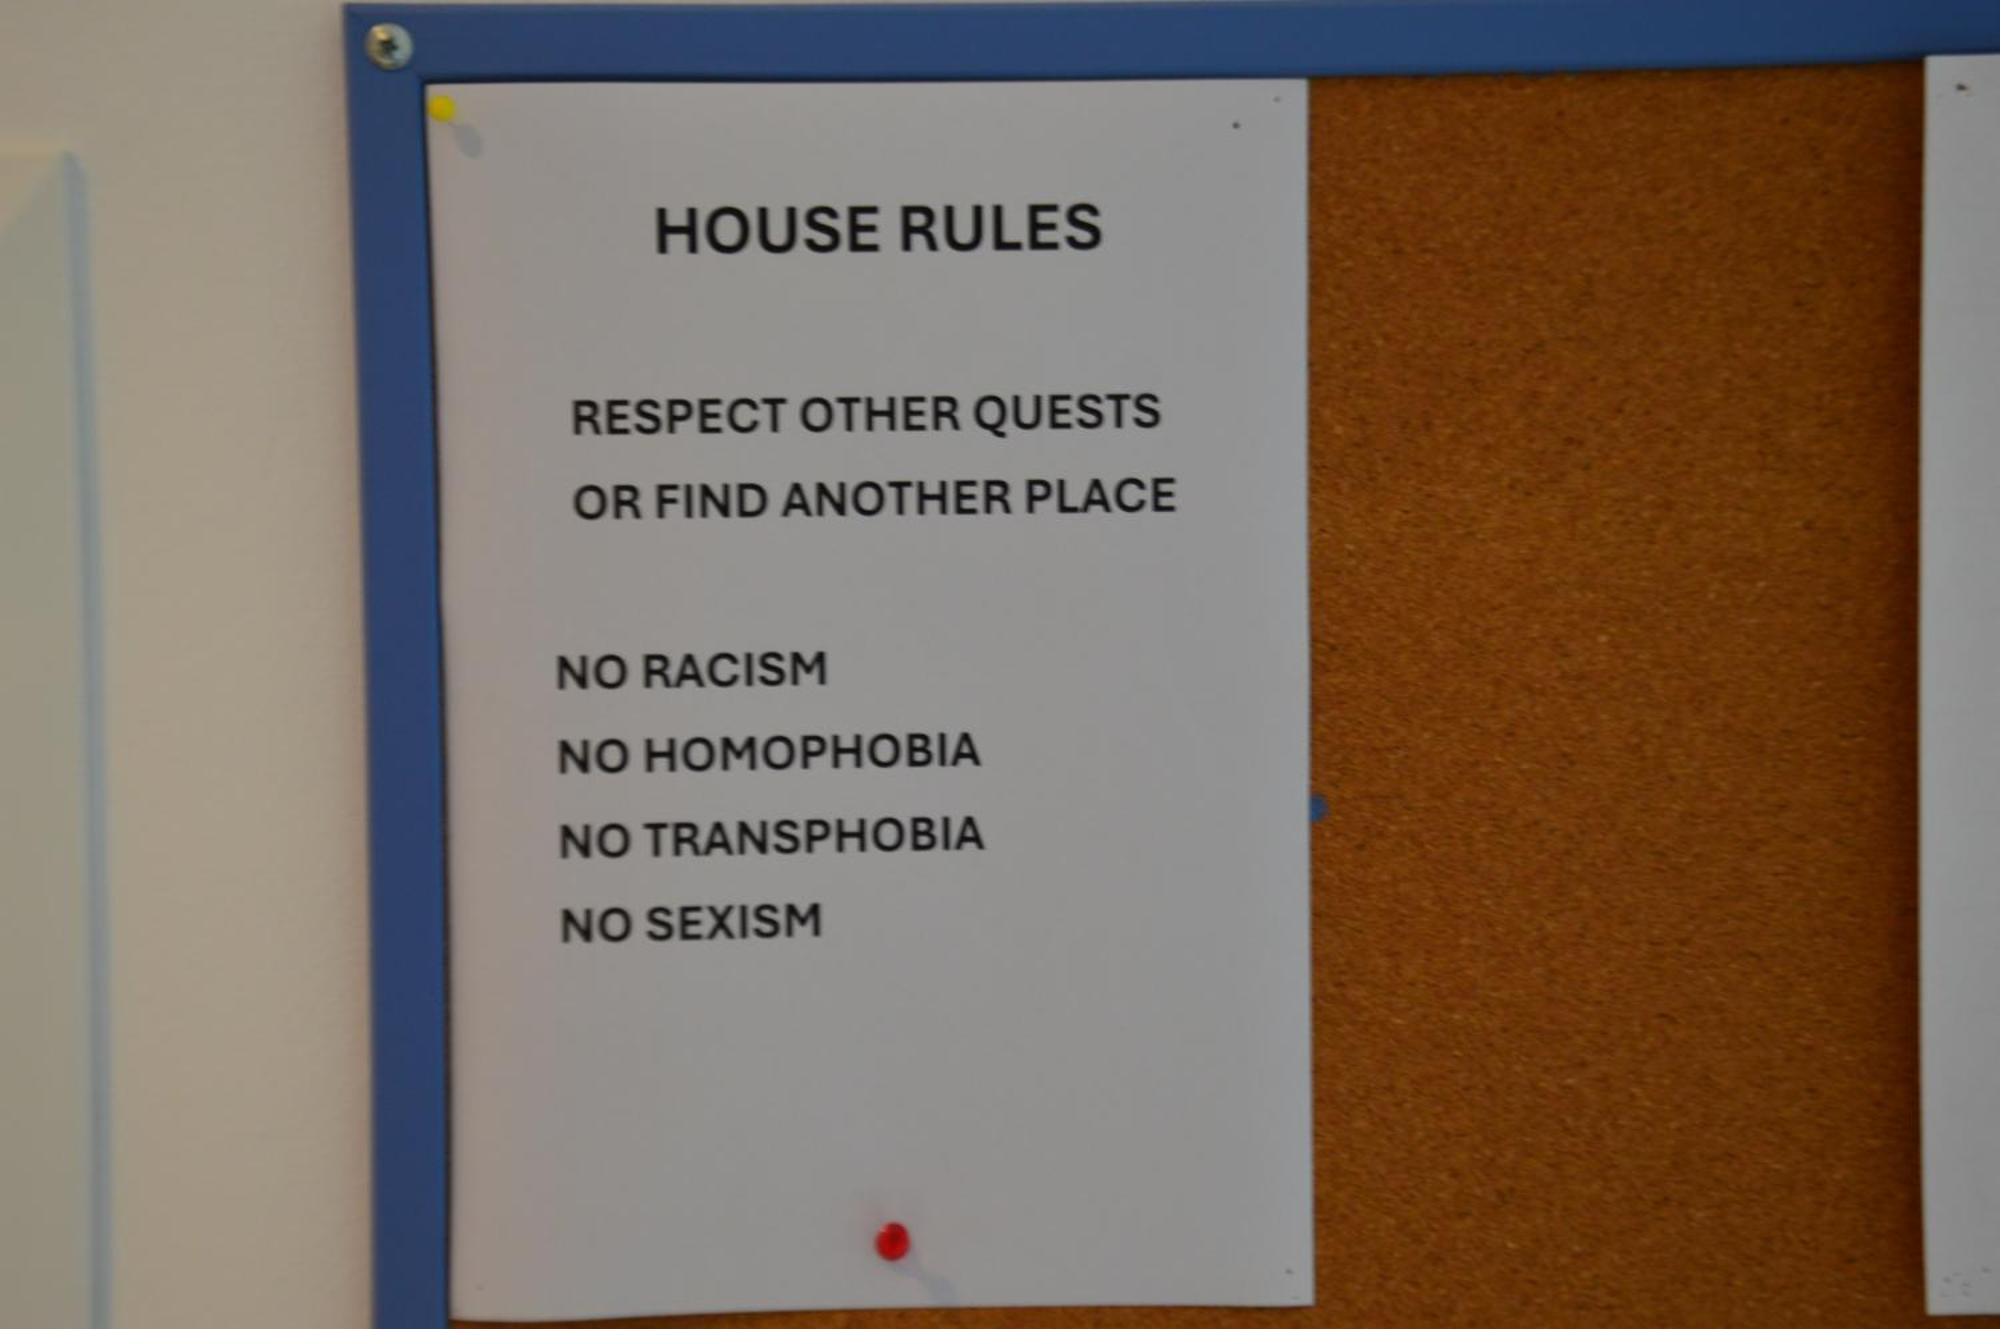 HOUSE RULES
RESPECT OTHER QUESTS
OR FIND ANOTHER PLACE
NO RACISM
NO HOMOPHOBIA
NO TRANSPHOBIA
NO SEXISM